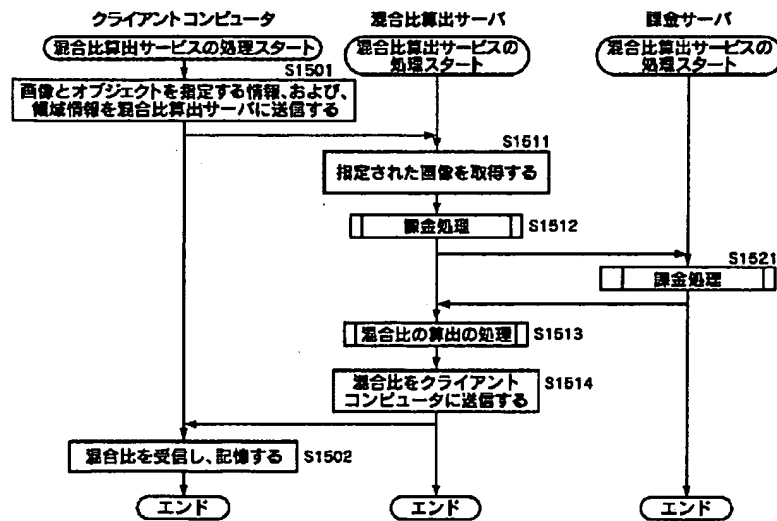 クライアントコンピュータ
混合比算出サーバ
課金サーバ
混合比算出サービスの処理スタート
混合比算出サービスの
処理スタート
混合比算出サービスの
処理スタート
S1501
画像とオブジェクトを指定する情報、および、
領域情報を混合比算出サーバに送信する
S1511
指定された画像を取得する
課金処理
S1512
S1521
課金処理
混合比の算出の処理
S1513
混合比をクライアント
コンピュータに送信する
S1514
混合比を受信し、記憶する
S1502
エンド
エンド
エンド